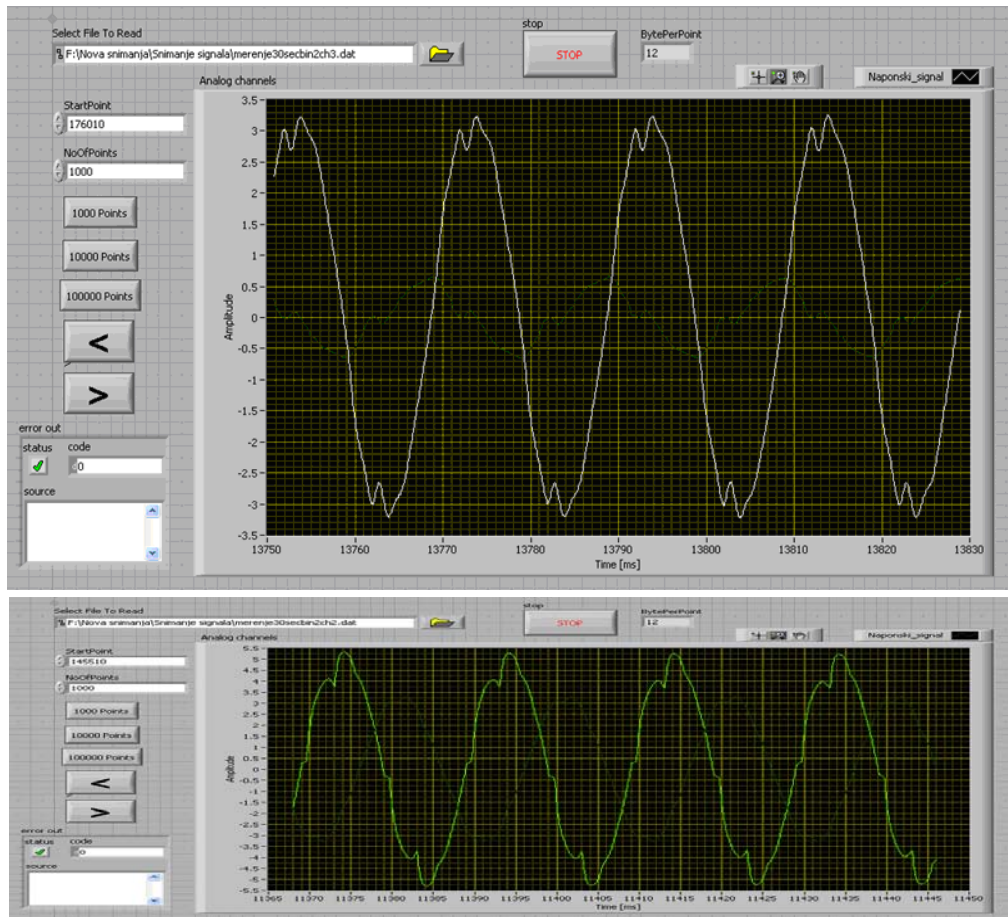 stop
Select File To Read
BytePerPoint
F:\Nova snimanja\Snimanje signala\merenje30secbin2ch3.dat
STOP
12
Analog channels
Naponski_signal
StartPoint
176010
NoOfPoints
1000
1000 Points
10000 Points
100000 Points
<
>
error out
status code
0
source
Amplitude
3.5
3
2.5
2
1.5
1
0.5
0
-0.5
-1
-1.5
-2
-2.5
-3
-3.5
13750 13760 13770 13780 13790 13800 13810 13820 13830
Time [ms]
stop
Select File To Read
BytePerPoint
F:\Nova snimanja\Snimanje signala\merenje30secbin2ch2.dat
STOP
12
Analog channels
Naponski_signal
StartPoint
145510
NoOfPoints
1000
1000 Points
10000 Points
100000 Points
<
>
error out
status code
0
source
Amplitude
5.5
5
4.5
4
3.5
3
2.5
2
1.5
1
0.5
0
-0.5
-1
-1.5
-2
-2.5
-3
-3.5
-4
-4.5
-5
-5.5
11365 11370 11375 11380 11385 11390 11395 11400 11405 11410 11415 11420 11425 11430 11435 11440 11445 11450
Time [ms]